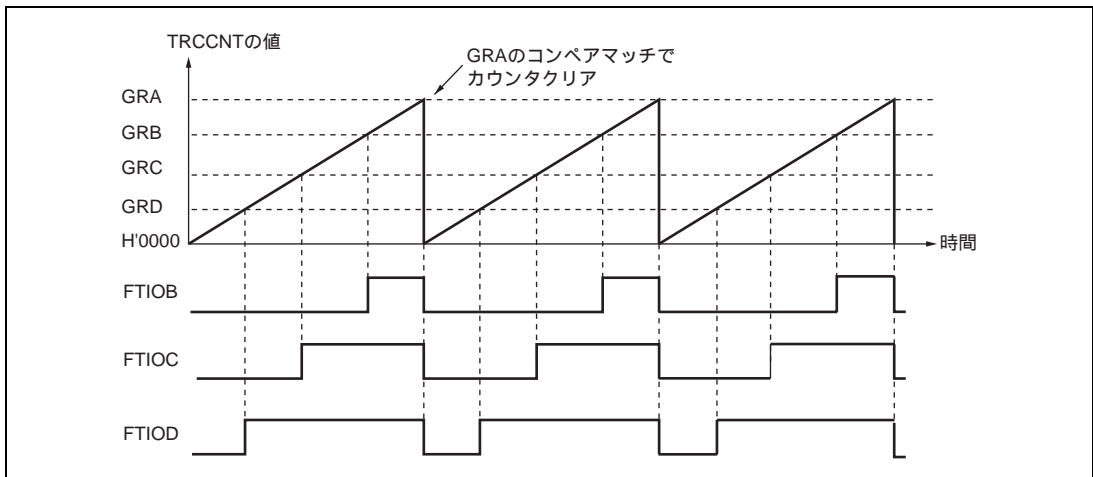 TRCCNTの値
GRAのコンペアマッチで
カウンタクリア
GRA
GRB
GRC
GRD
H'0000
時間
FTIOB
FTIOC
FTIOD